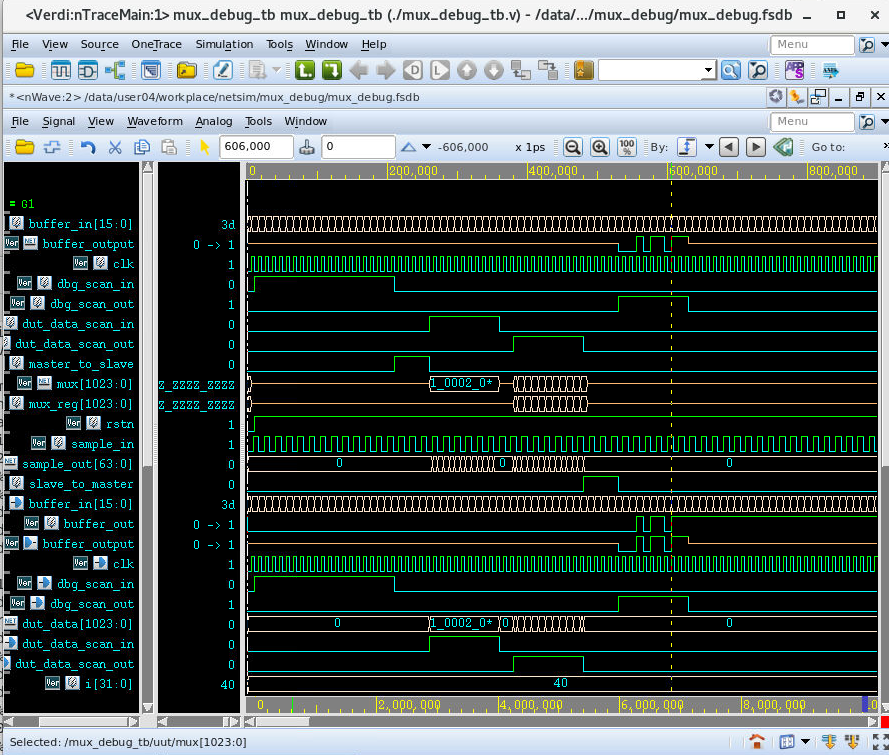 <Verdi:nTraceMain:1> mux_debug_tb mux_debug_tb (./mux_debug_tb.v) - /data/.../mux_debug/mux_debug.fsdb
File View Source OneTrace Simulation Tools Window Help Menu
*<nWave:2> /data/user04/workplace/netsim/mux_debug/mux_debug.fsdb
File Signal View Waveform Analog Tools Window Menu
606,000 0 -606,000 x 1ps 100% By: Go to: »
0 200,000 400,000 600,000 800,000
= G1
buffer_in[15:0] 3d
buffer_output 0 -> 1
clk 1
dbg_scan_in 0
dbg_scan_out 1
dut_data_scan_in 0
dut_data_scan_out 0
master_to_slave 0
mux[1023:0] Z_ZZZZ_ZZZZ 1_0002_0*
mux_reg[1023:0] Z_ZZZZ_ZZZZ
rstn 1
sample_in 1
sample_out[63:0] 0 0 0 0
slave_to_master 0
buffer_in[15:0] 3d
buffer_out 0 -> 1
buffer_output 0 -> 1
clk 1
dbg_scan_in 0
dbg_scan_out 1
dut_data[1023:0] 0 0 1_0002_0* 0 0
dut_data_scan_in 0
dut_data_scan_out 0
i[31:0] 40 40
0 2,000,000 4,000,000 6,000,000 8,000,000 .0
Selected: /mux_debug_tb/uut/mux[1023:0]